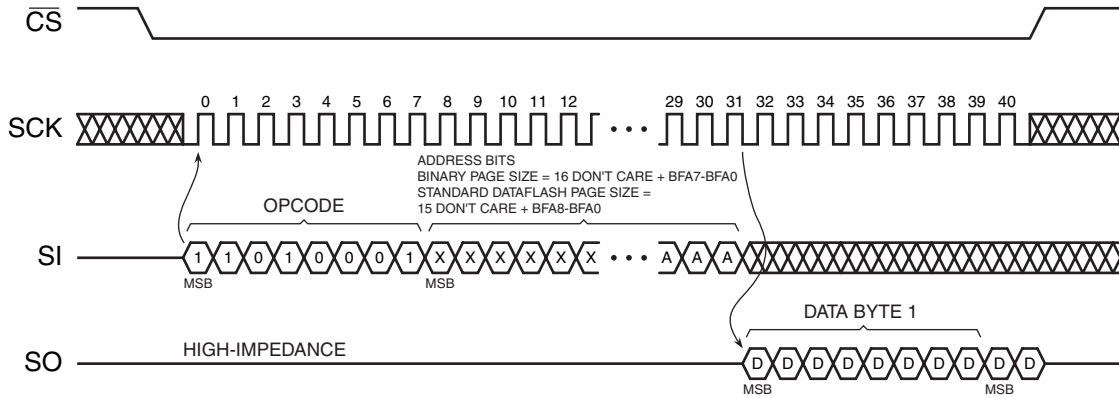 CS
SCK
0 1 2 3 4 5 6 7 8 9 10 11 12 29 30 31 32 33 34 35 36 37 38 39 40
• • •
ADDRESS BITS
BINARY PAGE SIZE = 16 DON'T CARE + BFA7-BFA0
STANDARD DATAFLASH PAGE SIZE =
15 DON'T CARE + BFA8-BFA0
OPCODE
SI
1 1 0 1 0 0 0 1 X X X X X X • • • A A A
MSB MSB
DATA BYTE 1
HIGH-IMPEDANCE
SO
D D D D D D D D D D
MSB MSB